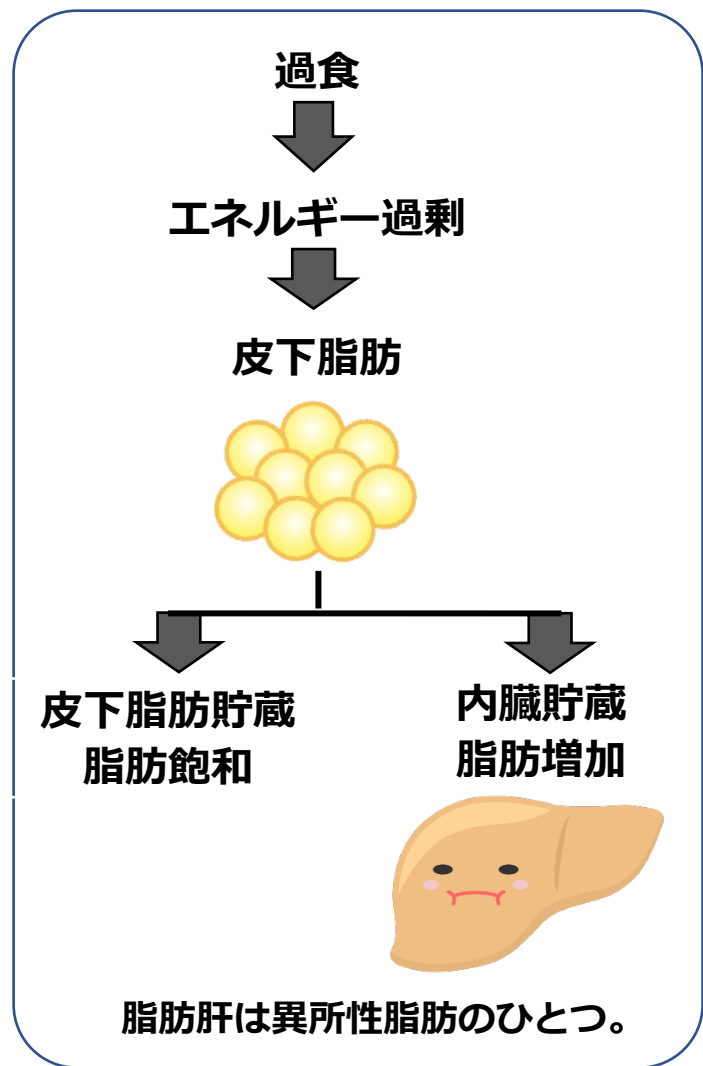 過食
エネルギー過剰
皮下脂肪
皮下脂肪貯蔵
脂肪飽和
内臓貯蔵
脂肪増加
脂肪肝は異所性脂肪のひとつ。